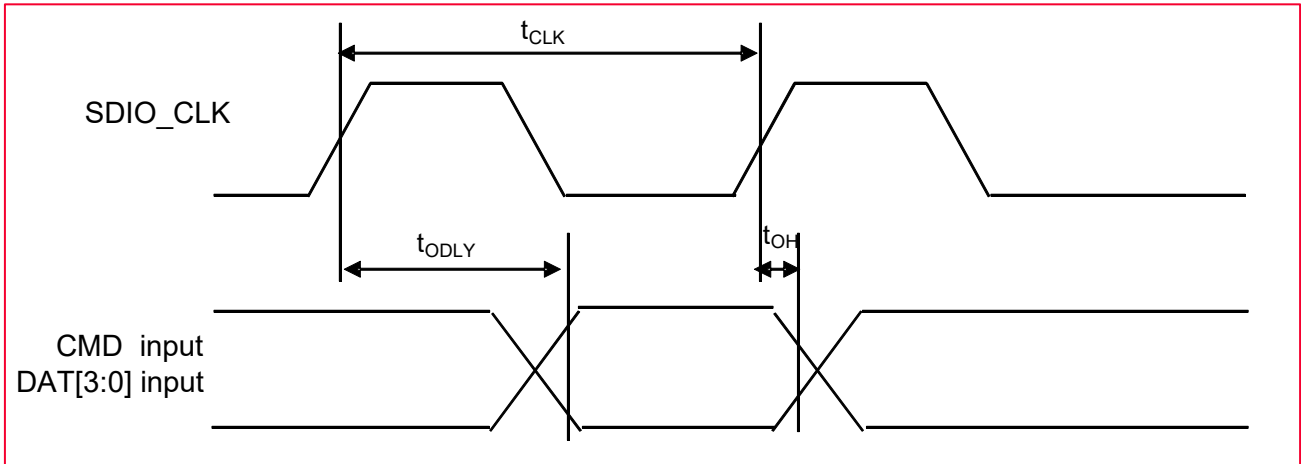 tCLK
SDIO_CLK
tODLY
tOH
CMD input
DAT[3:0] input